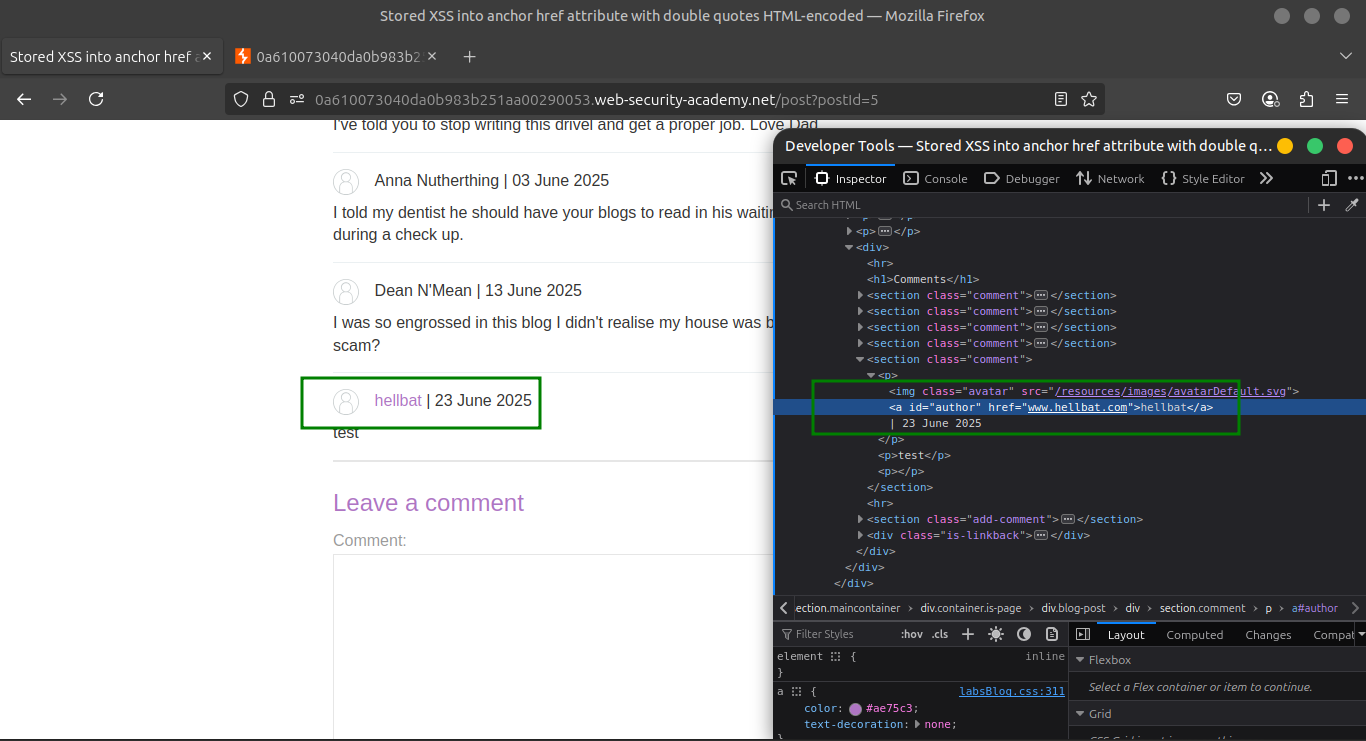 Stored XSS into anchor href attribute with double quotes HTML-encoded — Mozilla Firefox
Stored XSS into anchor href a
0a610073040da0b983b2
0a610073040da0b983b251aa00290053.web-security-academy.net/post?postId=5
I've told you to stop writing this drivel and get a proper job. Love Dad
Anna Nutherthing | 03 June 2025
I told my dentist he should have your blogs to read in his waitin
during a check up.
Dean N'Mean | 13 June 2025
I was so engrossed in this blog I didn't realise my house was b
scam?
hellbat | 23 June 2025
test
Leave a comment
Comment:
Developer Tools — Stored XSS into anchor href attribute with double q...
Inspector Console Debugger Network Style Editor
Search HTML
<p></p>
<div>
<hr>
<h1>Comments</h1>
<section class="comment"></section>
<section class="comment"></section>
<section class="comment"></section>
<section class="comment"></section>
<section class="comment">
<p>
<img class="avatar" src="/resources/images/avatarDefault.svg">
<a id="author" href="www.hellbat.com">hellbat</a>
| 23 June 2025
</p>
<p>test</p>
<p></p>
</section>
<hr>
<section class="add-comment"></section>
<div class="is-linkback"></div>
</div>
</div>
</div>
ection.maincontainer > div.container.is-page > div.blog-post > div > section.comment > p > a#author
Filter Styles :hov .cls
element { inline
}
a { labsBlog.css:311
color: #ae75c3;
text-decoration: none;
}
Layout Computed Changes Compat
Flexbox
Select a Flex container or item to continue.
Grid